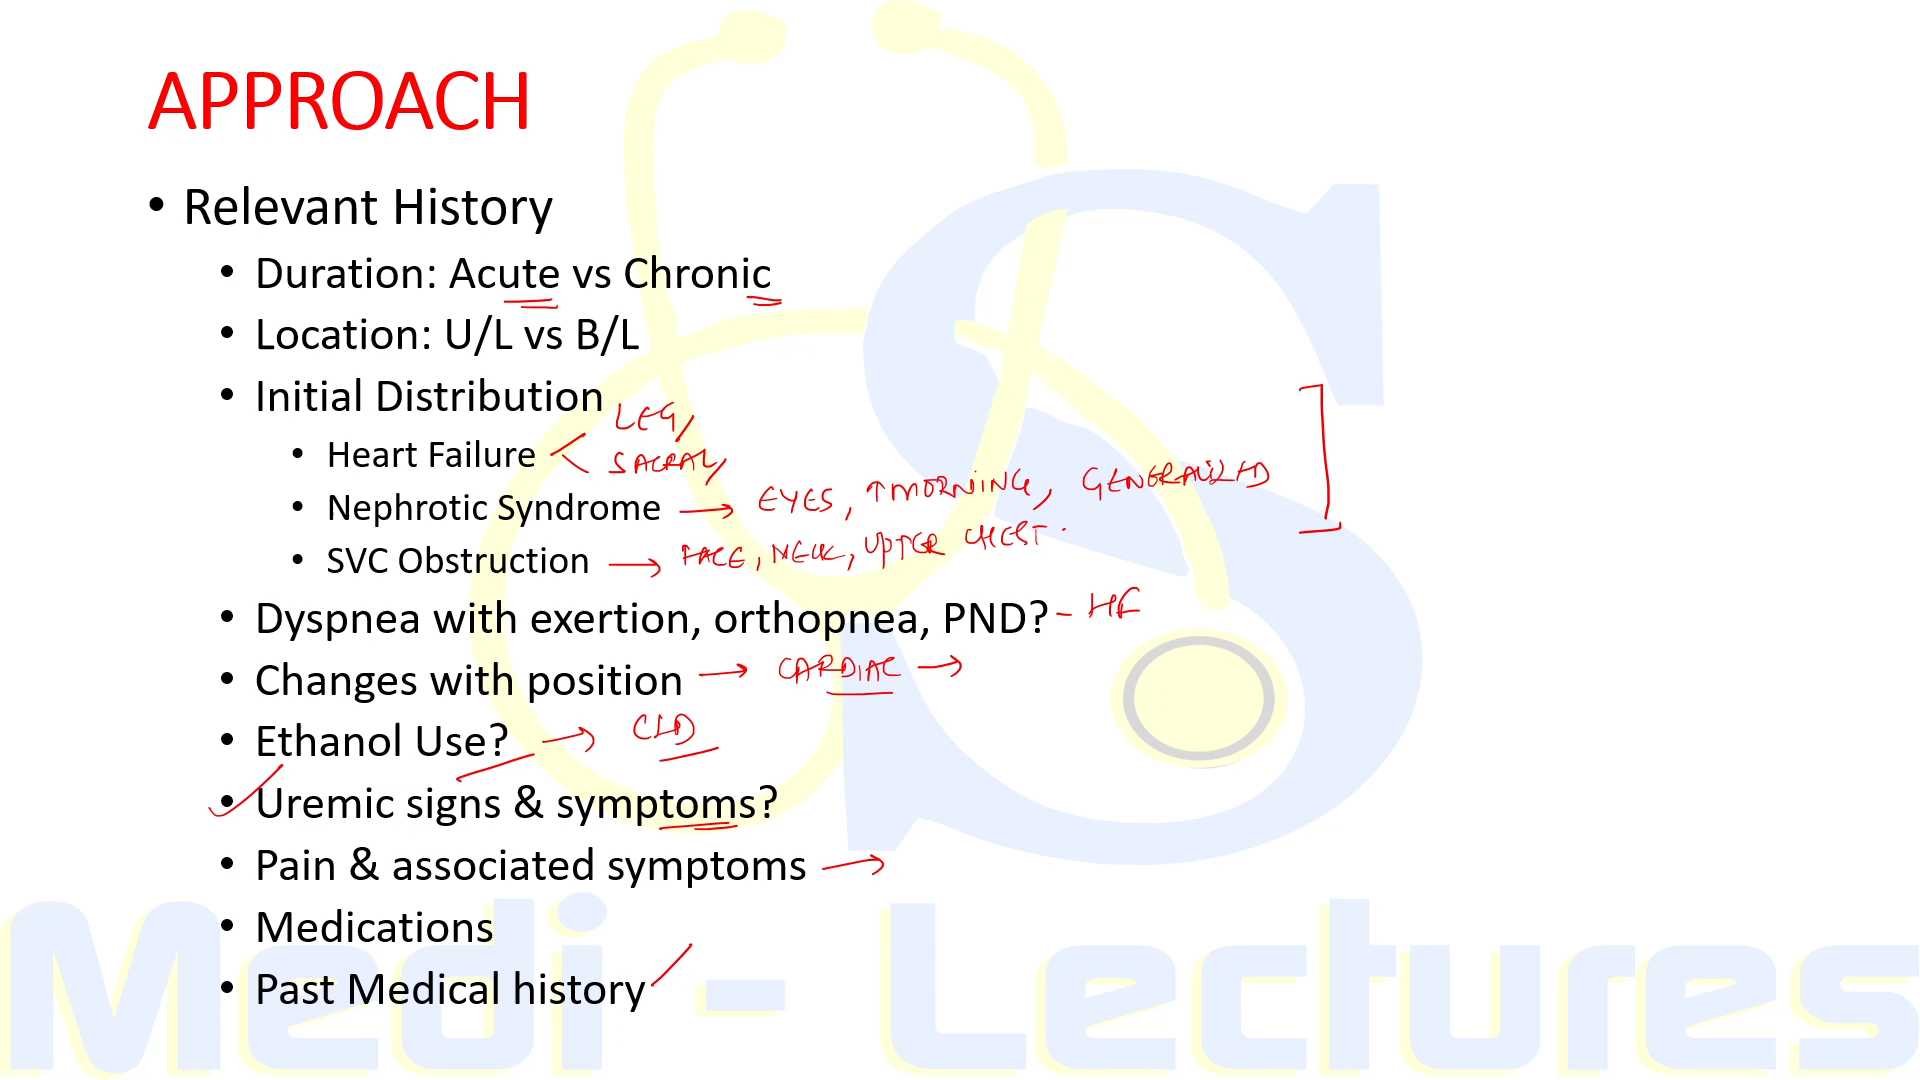 APPROACH
• Relevant History
• Duration: Acute vs Chronic
• Location: U/L vs B/L
• Initial Distribution
LEG,
• Heart Failure < SACRAL,
• Nephrotic Syndrome → EYES, ↑MORNING, GENERALIZED
• SVC Obstruction → FACE, NECK, UPPER CHEST.
• Dyspnea with exertion, orthopnea, PND? - HF
• Changes with position → CARDIAC →
• Ethanol Use? → CLD
• Uremic signs & symptoms?
• Pain & associated symptoms →
• Medications
• Past Medical history
Medi - Lectures